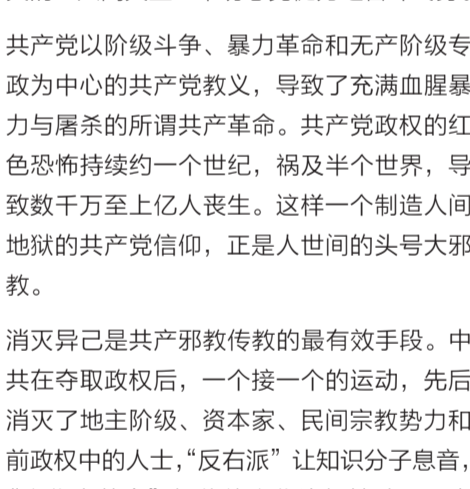 共产党以阶级斗争、暴力革命和无产阶级专
政为中心的共产党教义，导致了充满血腥暴
力与屠杀的所谓共产革命。共产党政权的红
色恐怖持续约一个世纪，祸及半个世界，导
致数千万至上亿人丧生。这样一个制造人间
地狱的共产党信仰，正是人世间的头号大邪
教。
消灭异己是共产邪教传教的最有效手段。中
共在夺取政权后，一个接一个的运动，先后
消灭了地主阶级、资本家、民间宗教势力和
前政权中的人士，“反右派”让知识分子息音，